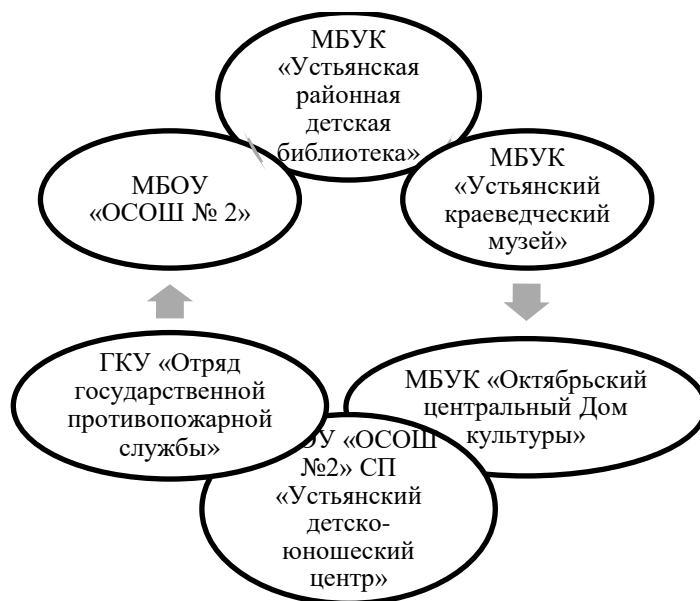 МБУК
«Устьянская
районная
детская
библиотека»
МБОУ
«ОСОШ № 2»
МБУК
«Устьянский
краеведческий
музей»
ГКУ «Отряд
государственной
противопожарной
службы»
МБУК «Октябрьский
центральный Дом
культуры»
«ОСОШ
№2» СП
«Устьянский
детско-
юношеский
центр»